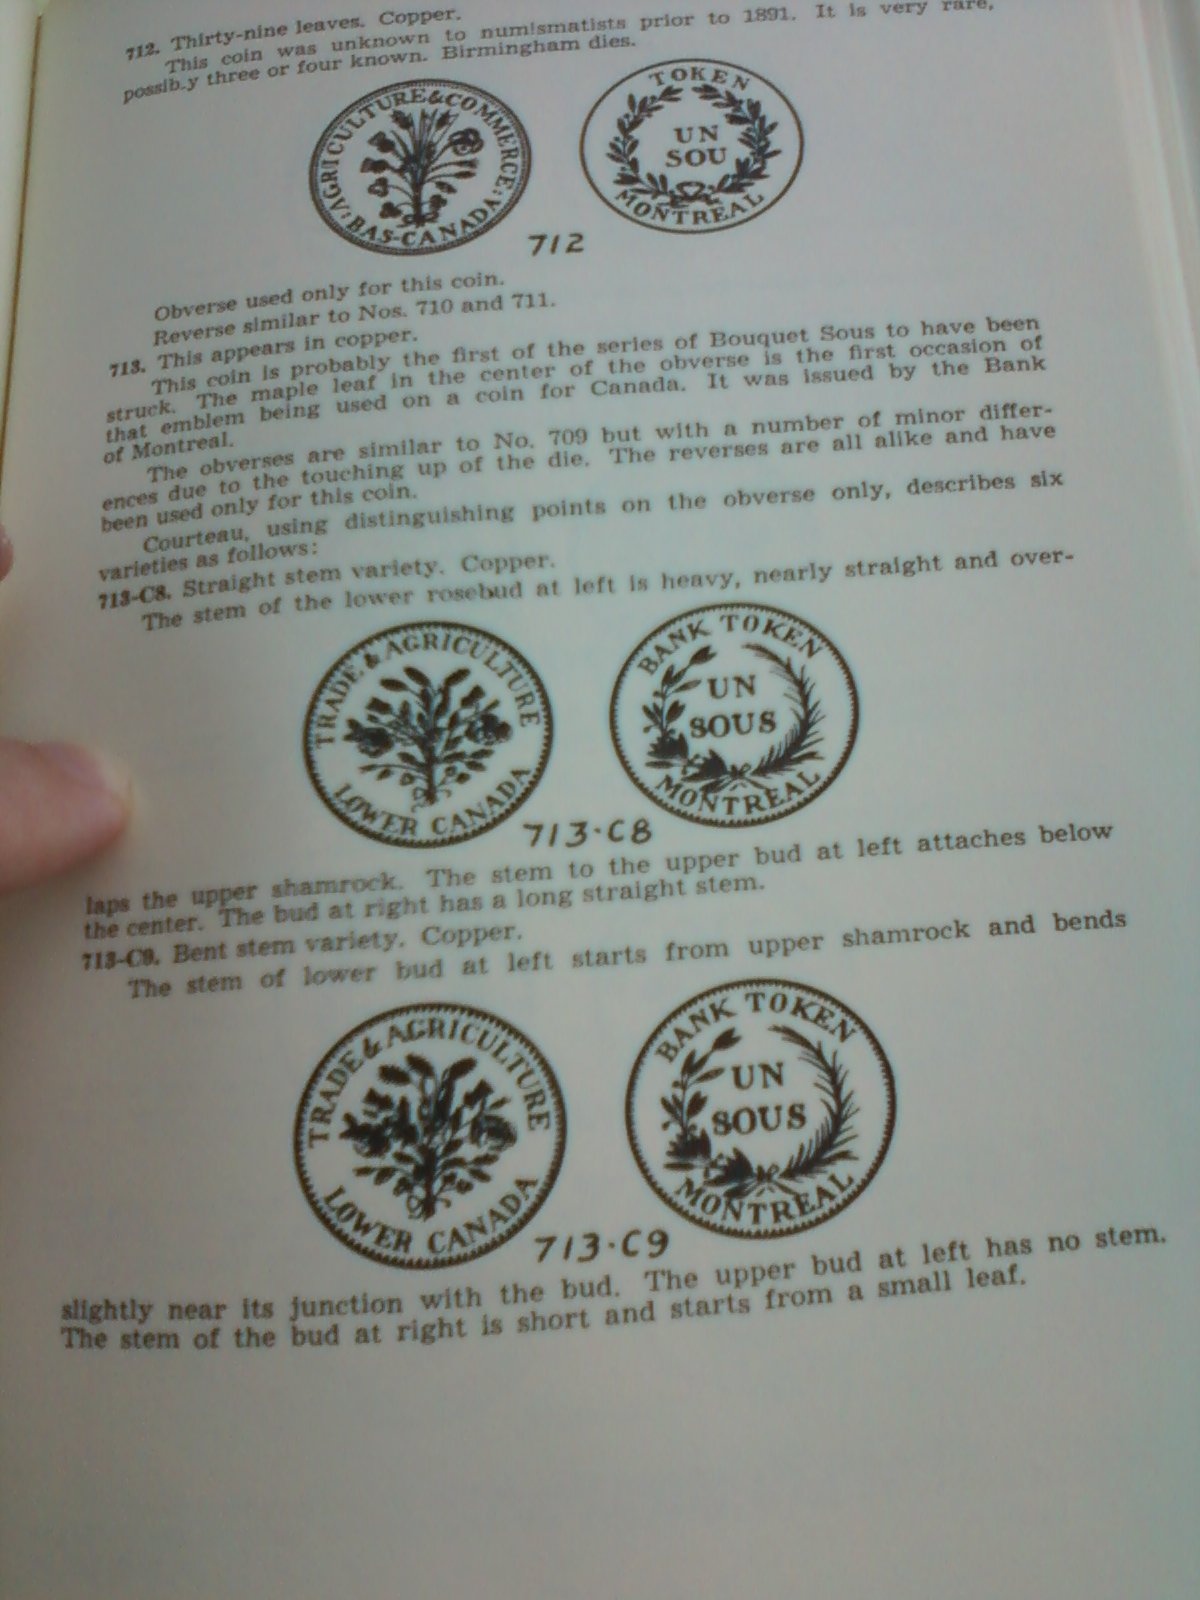 712. Thirty-nine leaves. Copper.
This coin was unknown to numismatists prior to 1891. It is very rare,
possib.y three or four known. Birmingham dies.
AGRICULTURE & COMMERCE:
BAS-CANADA
TOKEN
UN
SOU
MONTREAL
712
Obverse used only for this coin.
Reverse similar to Nos. 710 and 711.
713. This appears in copper.
This coin is probably the first of the series of Bouquet Sous to have been
struck. The maple leaf in the center of the obverse is the first occasion of
that emblem being used on a coin for Canada. It was issued by the Bank
of Montreal.
The obverses are similar to No. 709 but with a number of minor differ-
ences due to the touching up of the die. The reverses are all alike and have
been used only for this coin.
Courteau, using distinguishing points on the obverse only, describes six
varieties as follows:
713-C8. Straight stem variety. Copper.
The stem of the lower rosebud at left is heavy, nearly straight and over-
TRADE & AGRICULTURE
LOWER CANADA
BANK TOKEN
UN
SOUS
MONTREAL
713·C8
laps the upper shamrock. The stem to the upper bud at left attaches below
the center. The bud at right has a long straight stem.
713-C9. Bent stem variety. Copper.
The stem of lower bud at left starts from upper shamrock and bends
TRADE & AGRICULTURE
LOWER CANADA
BANK TOKEN
UN
SOUS
MONTREAL
713·C9
slightly near its junction with the bud. The upper bud at left has no stem.
The stem of the bud at right is short and starts from a small leaf.